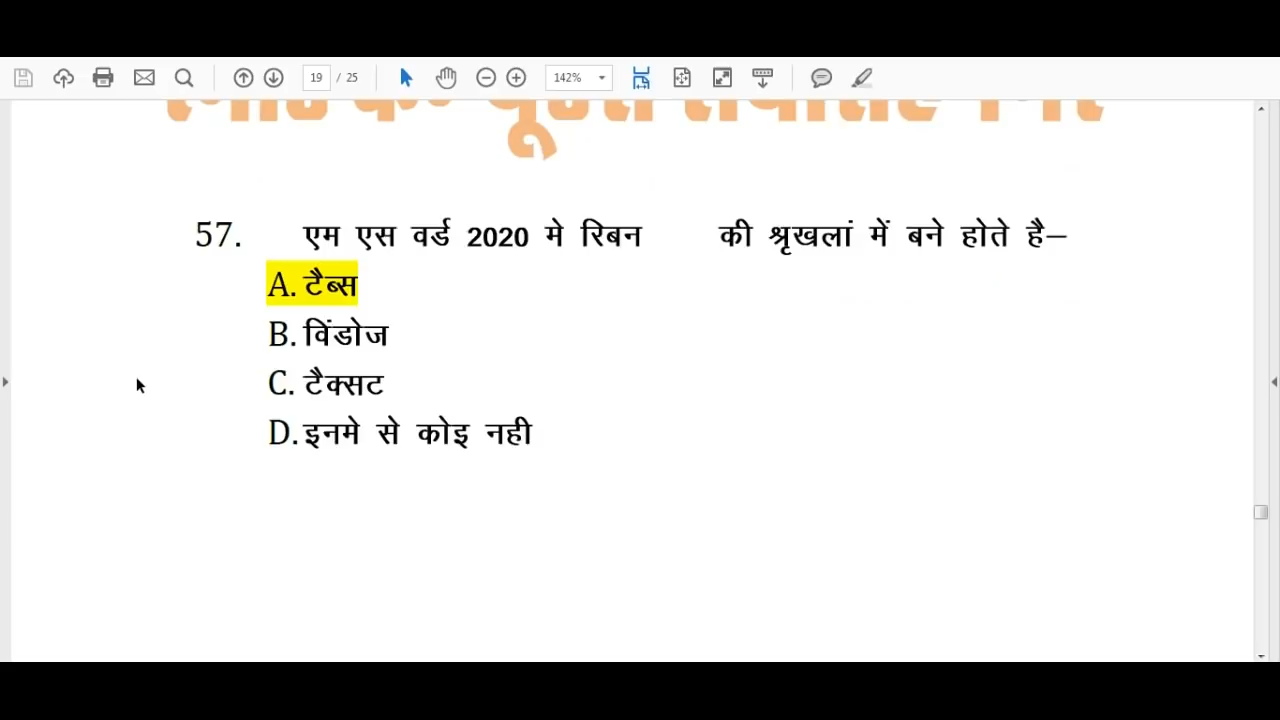 19 / 25
142%
57. एम एस वर्ड 2020 मे रिबन की श्रृखलां में बने होते है–
A. टैब्स
B. विंडोज
C. टैक्सट
D. इनमे से कोइ नही